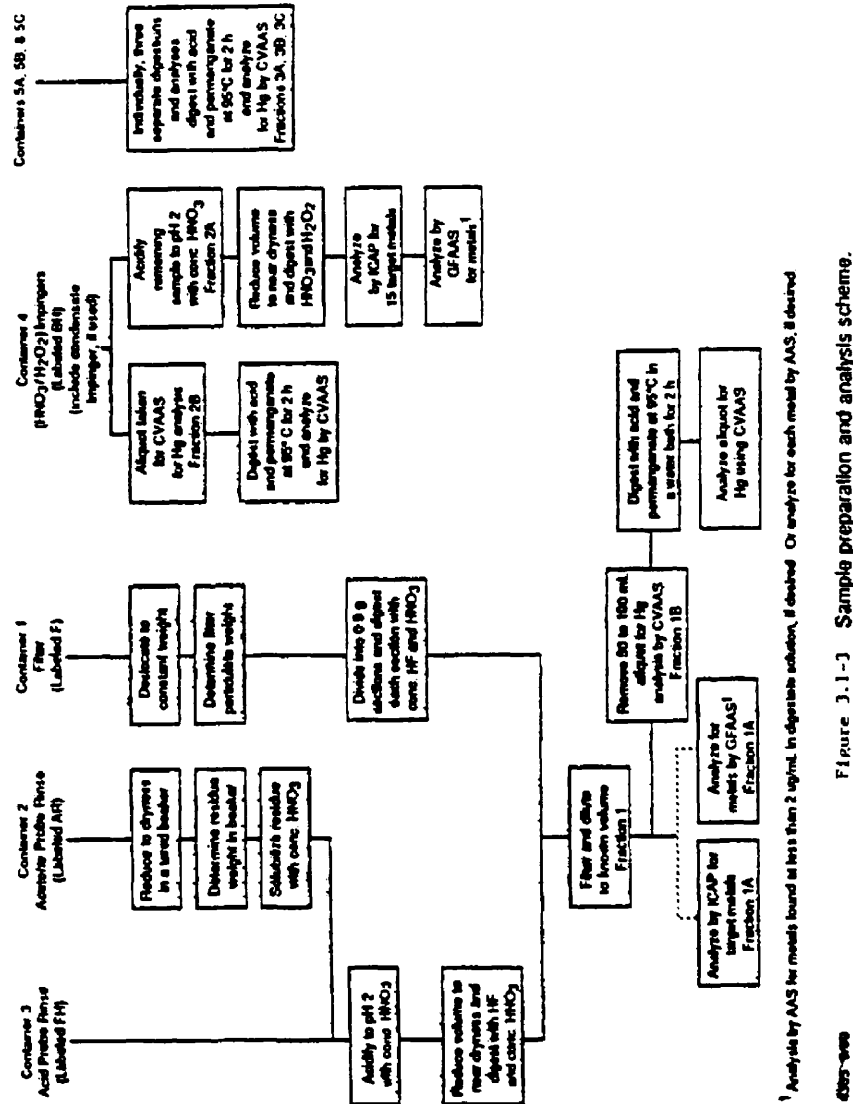 Container 3
Acid Probe Rinse
(Labeled FH)
Acidify to pH 2
with conc HNO3
Reduce volume to
near dryness and
digest with HF
and conc. HNO3
Container 2
Acetone Probe Rinse
(Labeled AR)
Reduce to dryness
in a tared beaker
Determine residue
weight in beaker
Solubilize residue
with conc HNO3
Container 1
Filter
(Labeled F)
Desiccate to
constant weight
Determine filter
particulate weight
Divide into 0.5 g
sections and digest
each section with
conc. HF and HNO3
Filter and dilute
to known volume
Fraction 1
Analyze by ICAP for
target metals
Fraction 1A
Analyze for
metals by GFAAS1
Fraction 1A
Remove 50 to 100 mL
aliquot for Hg
analysis by CVAAS
Fraction 1B
Digest with acid and
permanganate at 95°C in
a water bath for 2 h
Analyze aliquot for
Hg using CVAAS
Container 4
(HNO3/H2O2) Impingers
(Labeled BH)
(include condensate
impinger, if used)
Aliquot taken
for CVAAS
for Hg analysis
Fraction 2B
Digest with acid
and permanganate
at 95°C for 2 h
and analyze
for Hg by CVAAS
Acidify
remaining
sample to pH 2
with conc HNO3
Fraction 2A
Reduce volume
to near dryness
and digest with
HNO3 and H2O2
Analyze
by ICAP for
15 target metals
Analyze by
GFAAS
for metals1
Containers 5A, 5B, & 5C
Individually, three
separate digestions
and analyses
digest with acid
and permanganate
at 95°C for 2 h
and analyze
for Hg by CVAAS
Fractions 3A, 3B, 3C
1 Analysis by AAS for metals found at less than 2 ug/mL in digestate solution, if desired Or analyze for each metal by AAS, if desired
Figure 3.1-3 Sample preparation and analysis scheme.